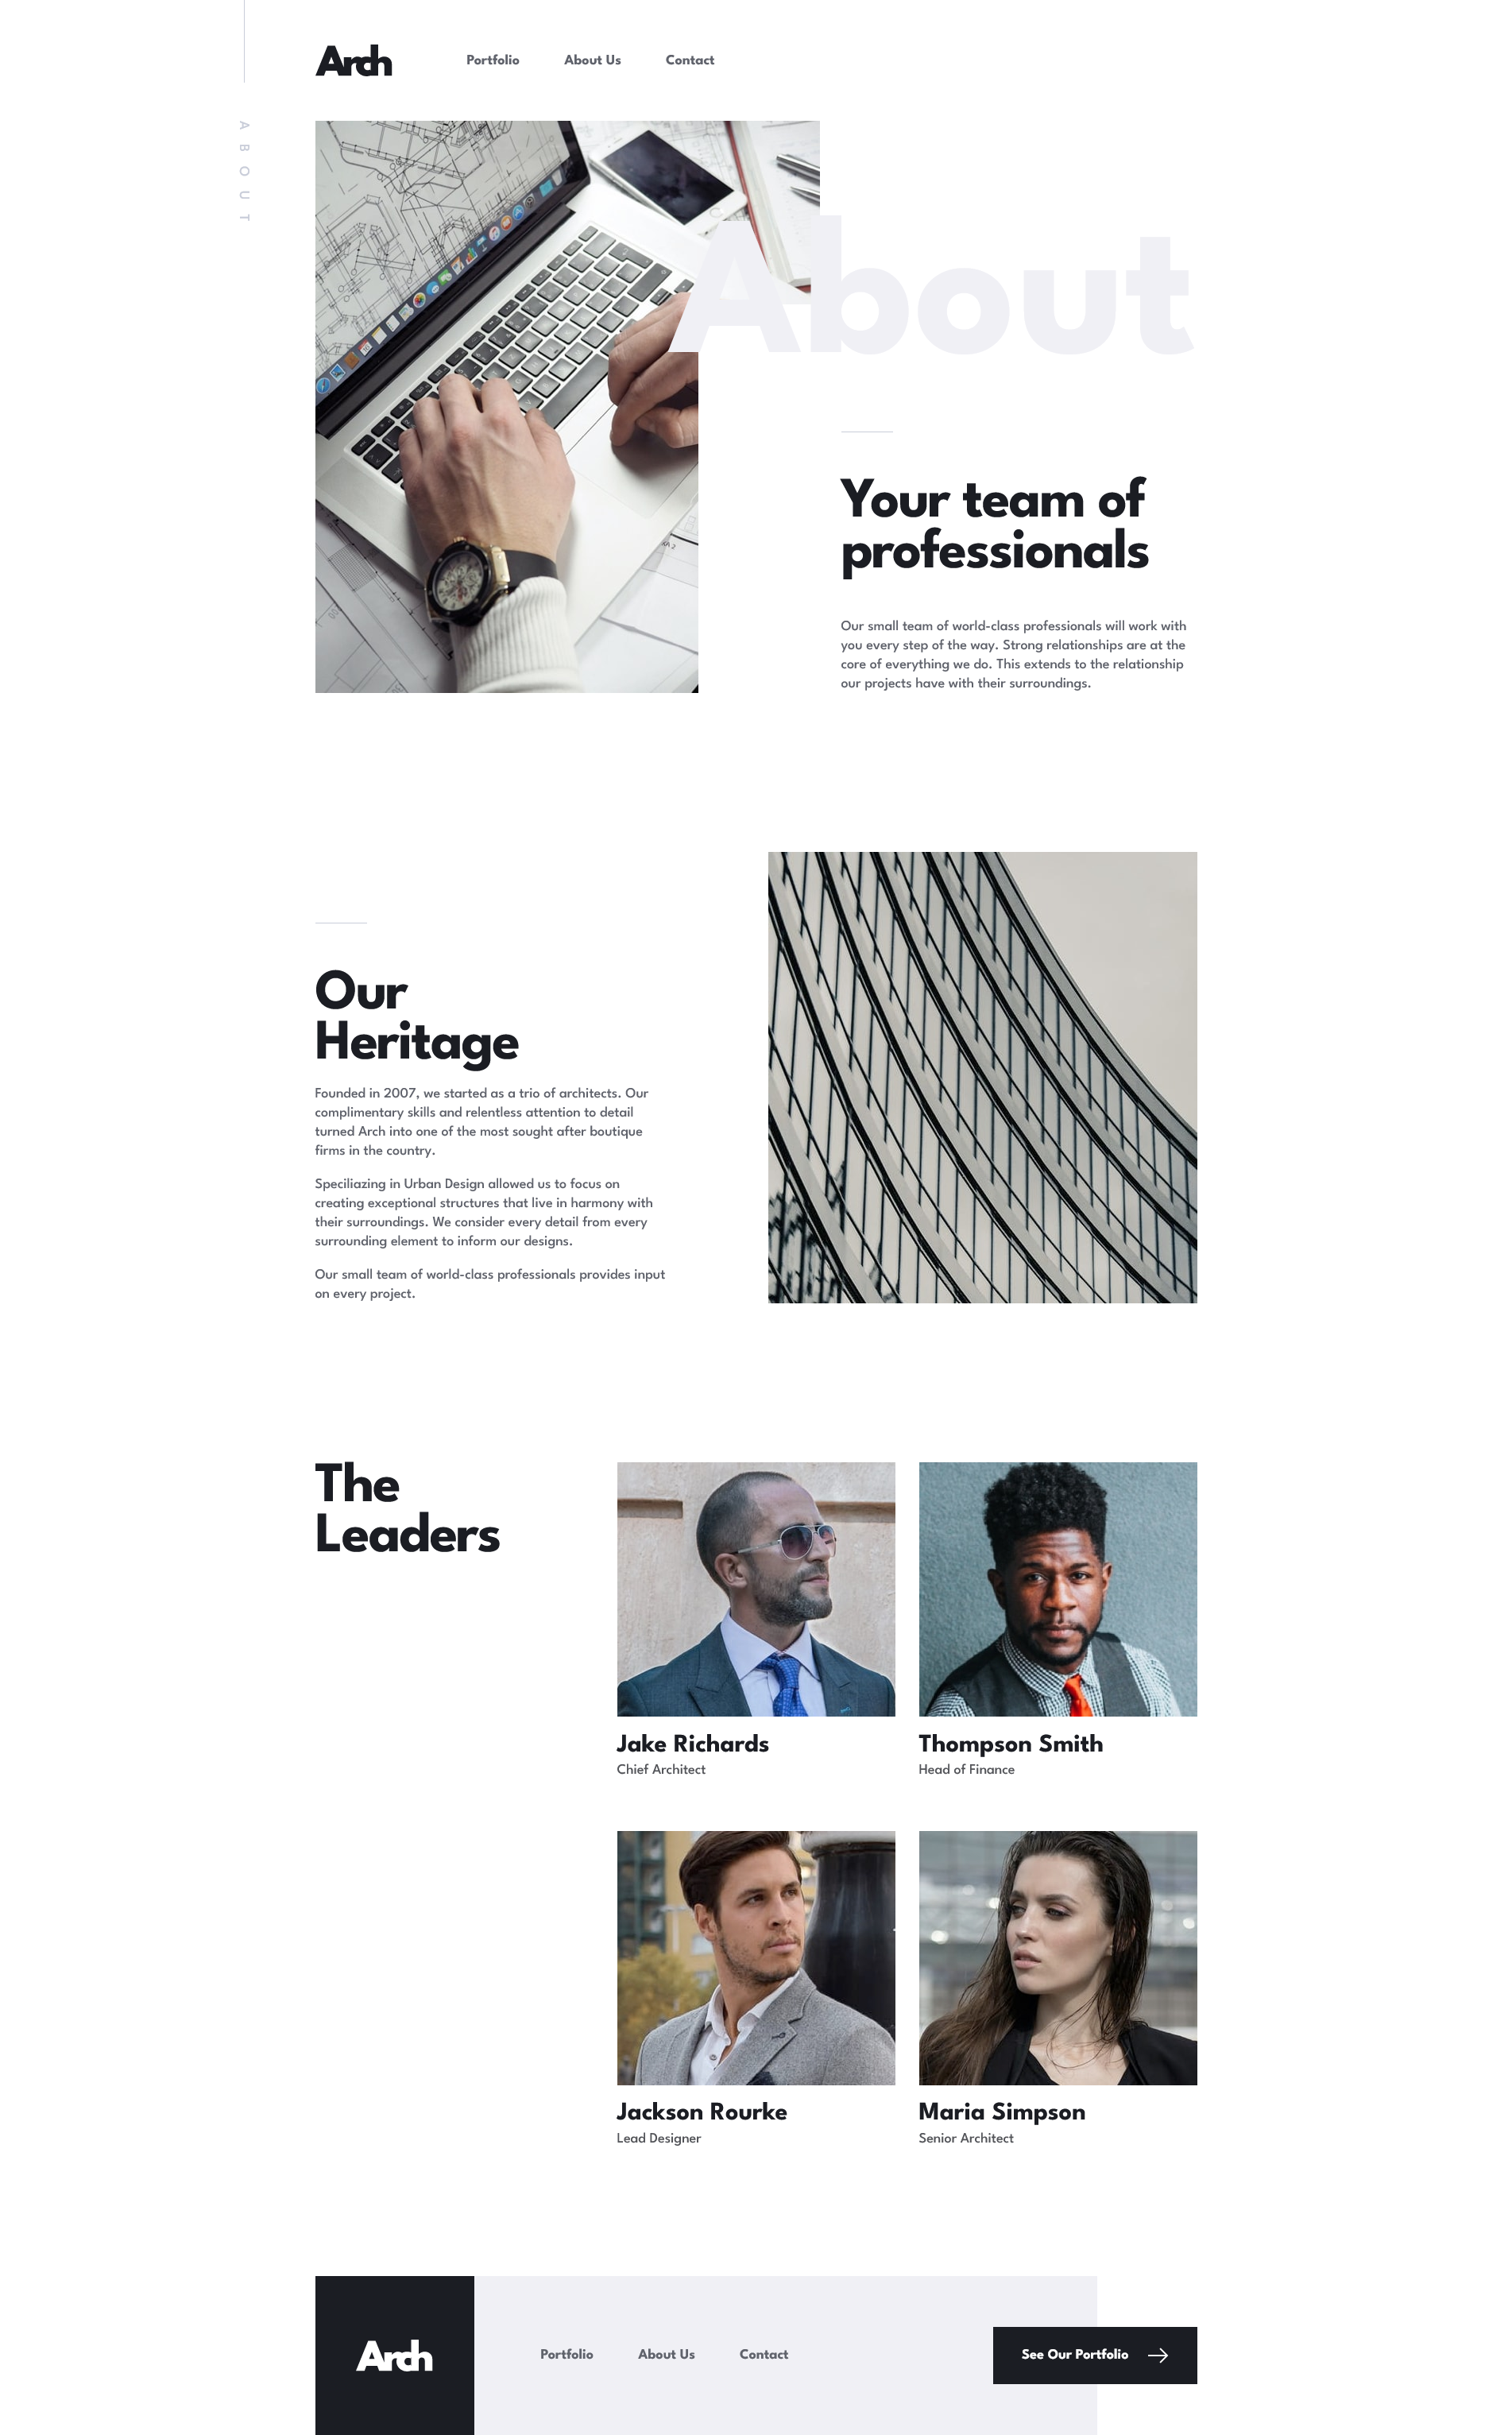 Arch
Portfolio
About Us
Contact
ABOUT
About
Your team of
professionals
Our small team of world-class professionals will work with
you every step of the way. Strong relationships are at the
core of everything we do. This extends to the relationship
our projects have with their surroundings.
Our
Heritage
Founded in 2007, we started as a trio of architects. Our
complimentary skills and relentless attention to detail
turned Arch into one of the most sought after boutique
firms in the country.
Speciliazing in Urban Design allowed us to focus on
creating exceptional structures that live in harmony with
their surroundings. We consider every detail from every
surrounding element to inform our designs.
Our small team of world-class professionals provides input
on every project.
The
Leaders
Jake Richards
Chief Architect
Thompson Smith
Head of Finance
Jackson Rourke
Lead Designer
Maria Simpson
Senior Architect
Arch
Portfolio
About Us
Contact
See Our Portfolio